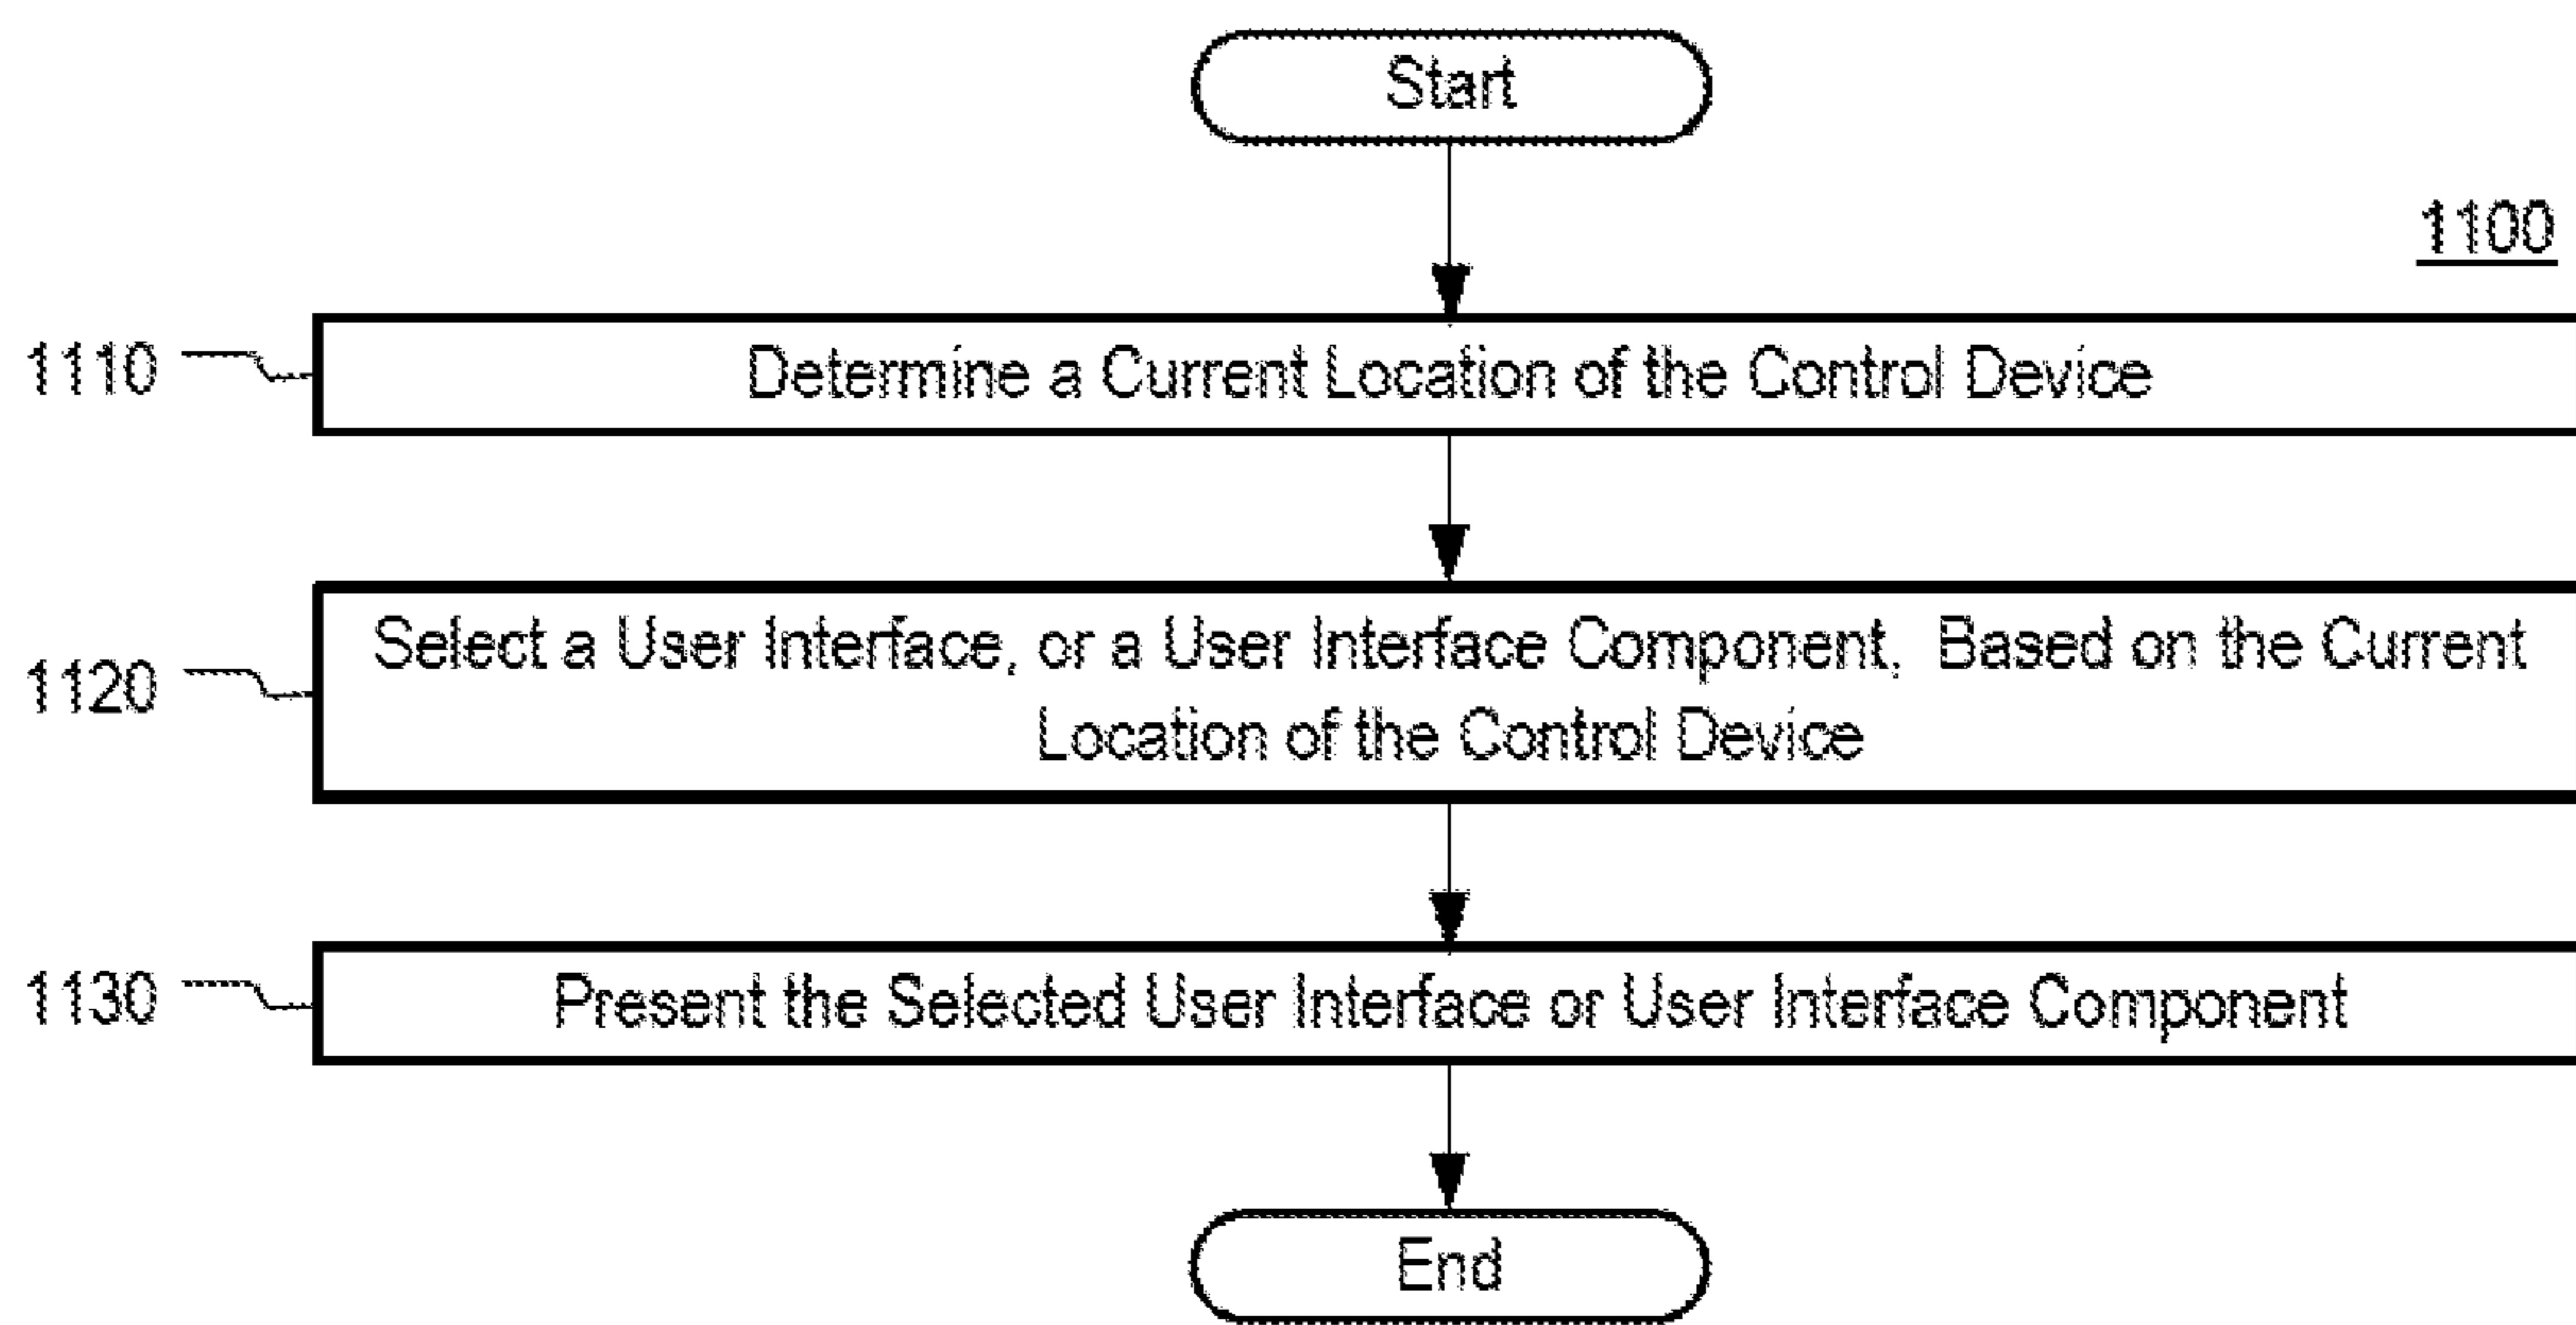 Start
1100
1110
Determine a Current Location of the Control Device
1120
Select a User Interface, or a User Interface Component, Based on the Current
Location of the Control Device
1130
Present the Selected User Interface or User Interface Component
End